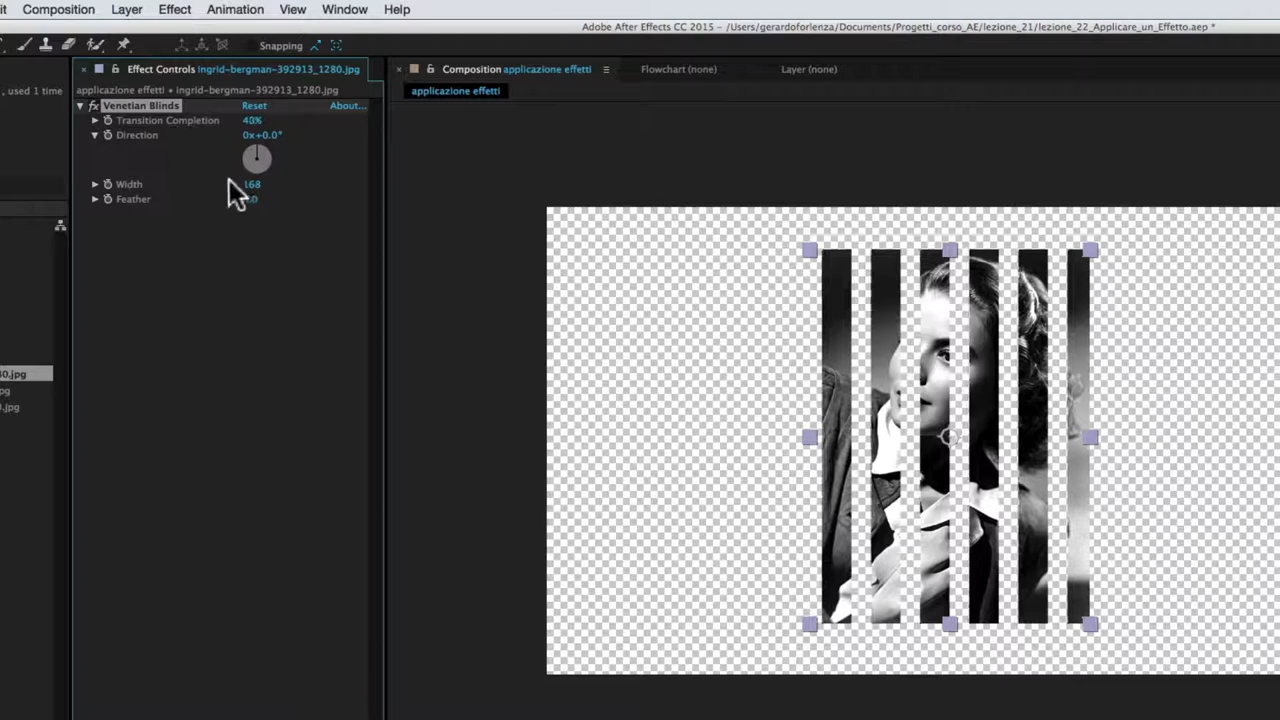 Composition Layer Effect Animation View Window Help
Adobe After Effects CC 2015 - /Users/gerardoforlenza/Documents/Progetti_corso_AE/lezione_21/lezione_22_Applicare_un_Effetto.aep *
Snapping
Effect Controls Ingrid-bergman-392913_1280.jpg
Composition applicazione effetti
Flowchart (none)
Layer (none)
, used 1 time
applicazione effetti • ingrid-bergman-392913_1280.jpg
applicazione effetti
fx Venetian Blinds Reset About...
Transition Completion 40%
Direction 0x+0.0°
Width 168
Feather
80.jpg